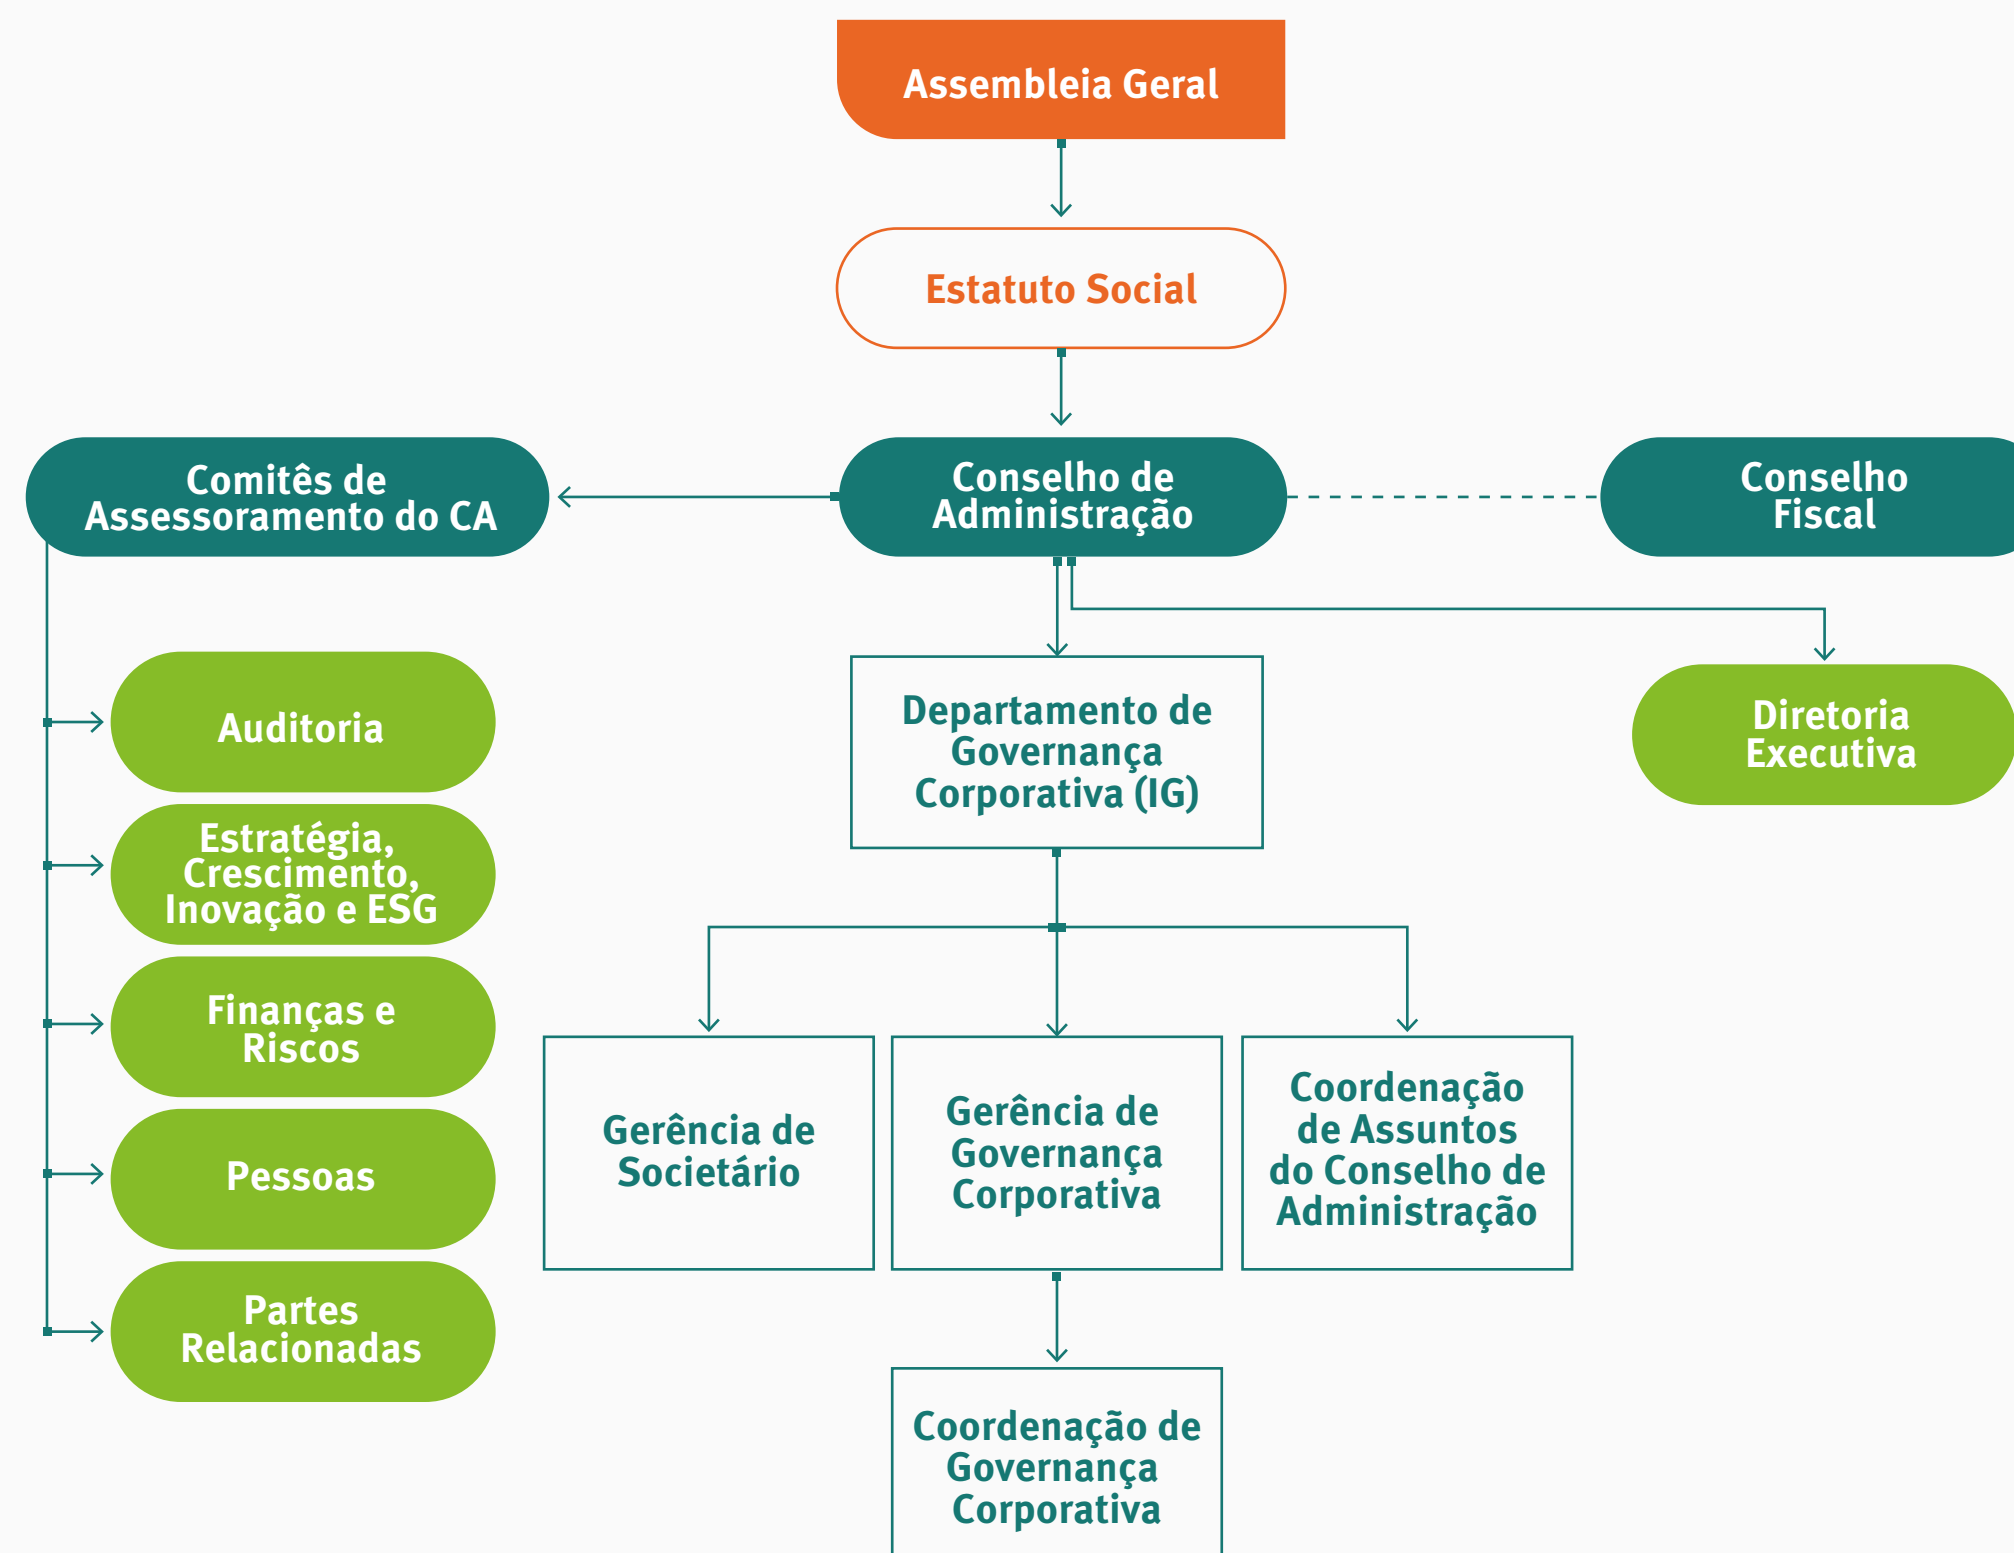 Assembleia Geral
Estatuto Social
Comitês de
Assessoramento do CA
Conselho de
Administração
Conselho
Fiscal
Auditoria
Estratégia,
Crescimento,
Inovação e ESG
Finanças e
Riscos
Pessoas
Partes
Relacionadas
Departamento de
Governança
Corporativa (IG)
Diretoria
Executiva
Gerência de
Societário
Gerência de
Governança
Corporativa
Coordenação
de Assuntos
do Conselho de
Administração
Coordenação de
Governança
Corporativa